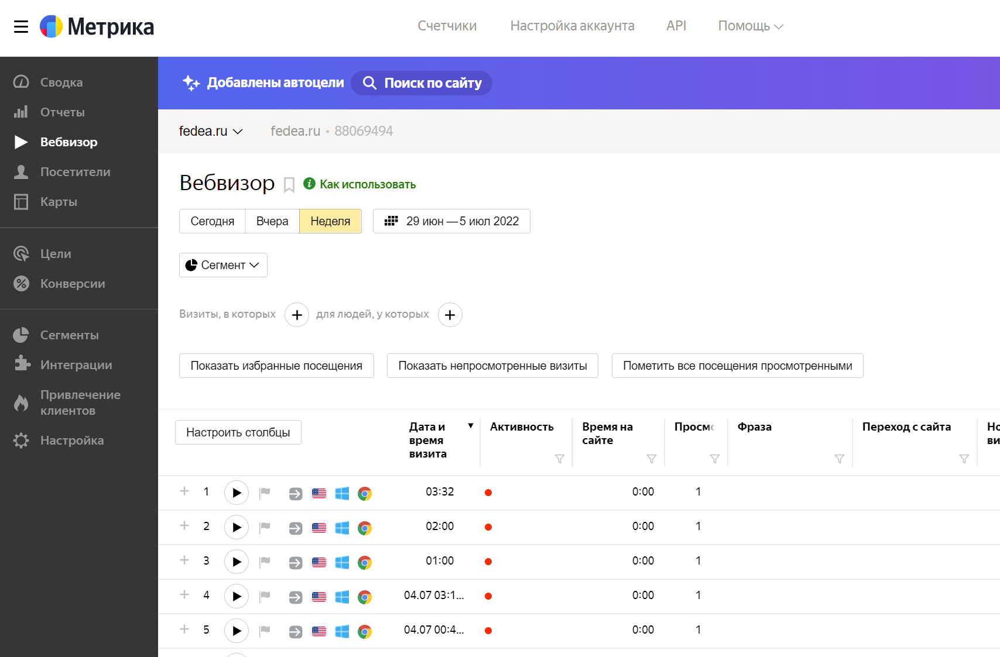 Метрика
Счетчики
Настройка аккаунта
API
Помощь
Сводка
Отчеты
Вебвизор
Посетители
Карты
Цели
Конверсии
Сегменты
Интеграции
Привлечение
клиентов
Настройка
Добавлены автоцели
Поиск по сайту
fedea.ru
fedea.ru • 88069494
Вебвизор
Как использовать
Сегодня
Вчера
Неделя
29 июн — 5 июл 2022
Сегмент
Визиты, в которых
для людей, у которых
Показать избранные посещения
Показать непросмотренные визиты
Пометить все посещения просмотренными
Настроить столбцы
Дата и
время
визита
Активность
Время на
сайте
Просм
Фраза
Переход с сайта
Но
ви
1 03:32 0:00 1
2 02:00 0:00 1
3 01:00 0:00 1
4 04.07 03:1... 0:00 1
5 04.07 00:4... 0:00 1